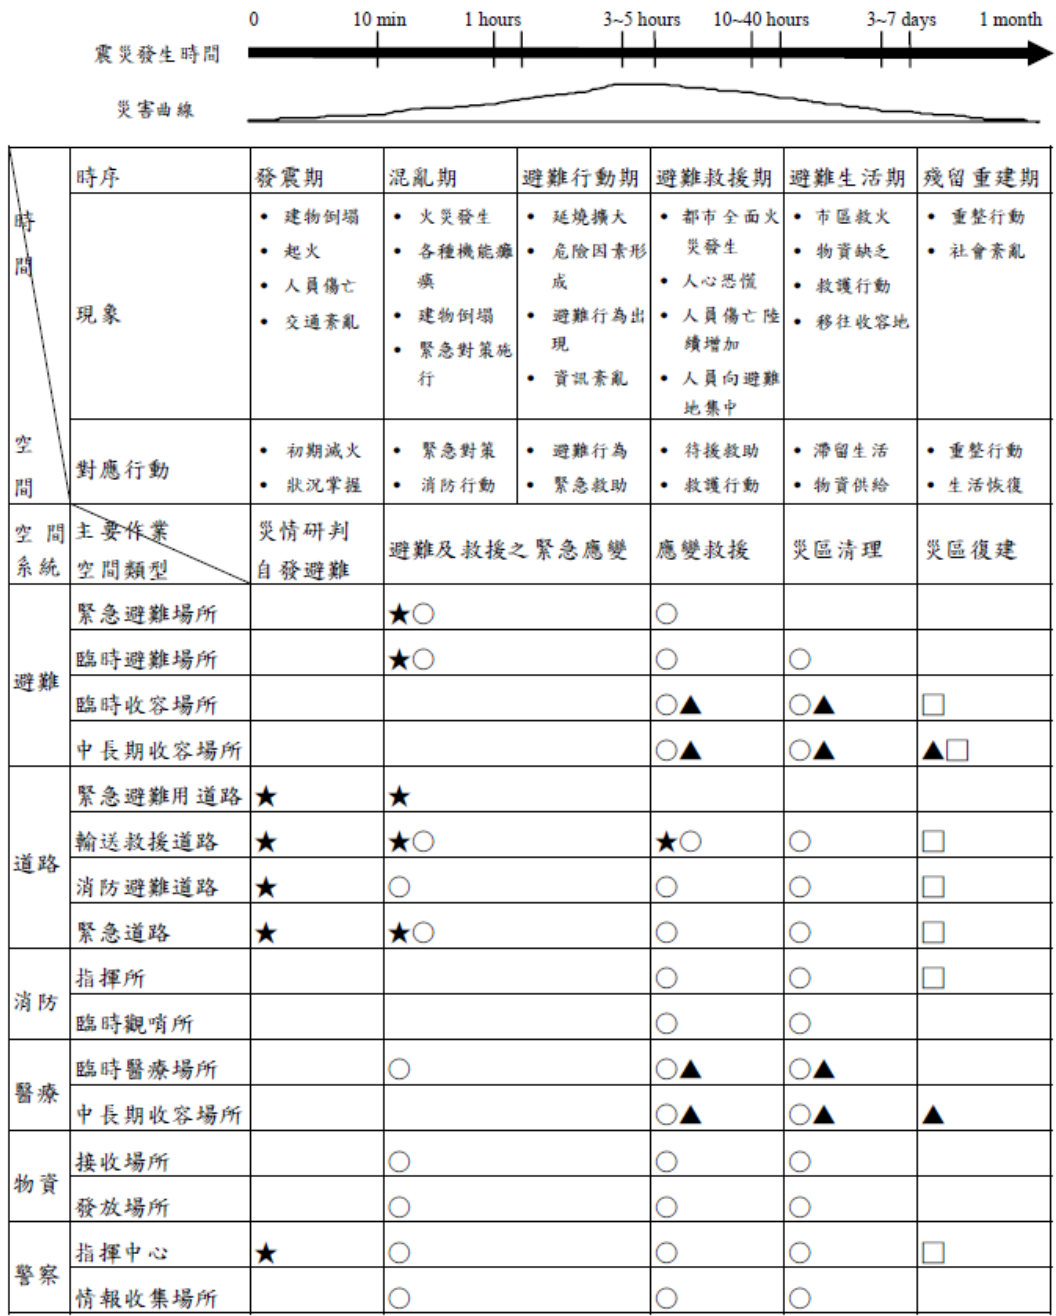 0 10 min 1 hours 3~5 hours 10~40 hours 3~7 days 1 month
震災發生時間
災害曲線
時間
空間
時序 發震期 混亂期 避難行動期 避難救援期 避難生活期 殘留重建期
現象
• 建物倒塌
• 起火
• 人員傷亡
• 交通紊亂
• 火災發生
• 各種機能癱
瘓
• 建物倒塌
• 緊急對策施
行
• 延燒擴大
• 危險因素形
成
• 避難行為出
現
• 資訊紊亂
• 都市全面火
災發生
• 人心恐慌
• 人員傷亡陸
續增加
• 人員向避難
地集中
• 市區救火
• 物資缺乏
• 救護行動
• 移往收容地
• 重整行動
• 社會紊亂
對應行動
• 初期滅火
• 狀況掌握
• 緊急對策
• 消防行動
• 避難行為
• 緊急救助
• 待援救助
• 救護行動
• 滯留生活
• 物資供給
• 重整行動
• 生活恢復
空間
系統
主要作業
空間類型
災情研判
自發避難
避難及救援之緊急應變 應變救援 災區清理 災區復建
避難
緊急避難場所 ★○ ○
臨時避難場所 ★○ ○ ○
臨時收容場所 ○▲ ○▲ □
中長期收容場所 ○▲ ○▲ ▲□
道路
緊急避難用道路 ★ ★
輸送救援道路 ★ ★○ ★○ ○ □
消防避難道路 ★ ○ ○ ○ □
緊急道路 ★ ★○ ○ ○ □
消防
指揮所 ○ ○ □
臨時觀哨所 ○ ○
醫療
臨時醫療場所 ○ ○▲ ○▲
中長期收容場所 ○▲ ○▲ ▲
物資
接收場所 ○ ○ ○
發放場所 ○ ○ ○
警察
指揮中心 ★ ○ ○ ○ □
情報收集場所 ○ ○ ○